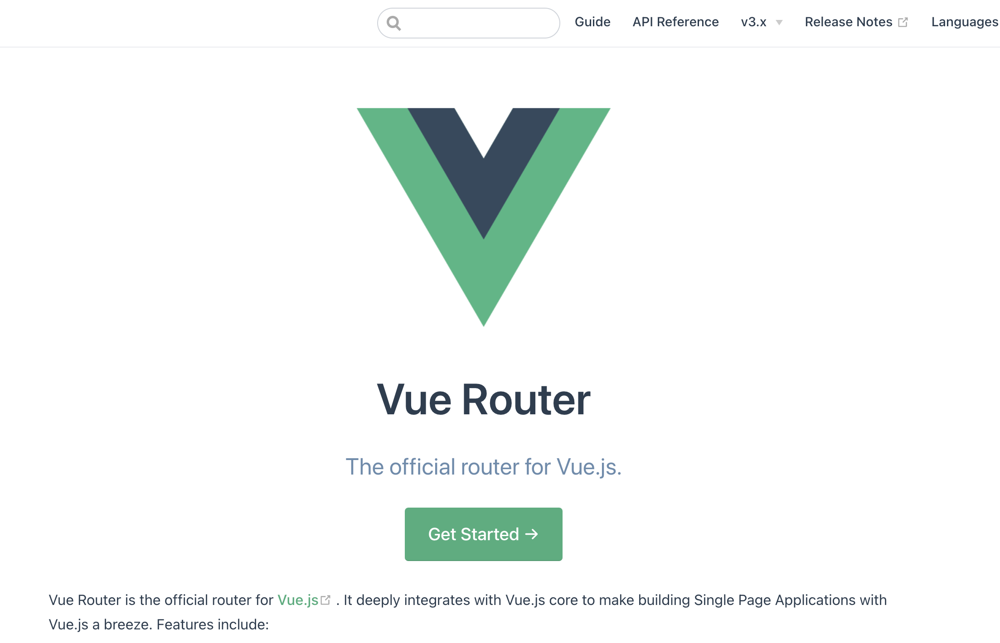 Guide API Reference v3.x Release Notes Languages
Vue Router
The official router for Vue.js.
Get Started →
Vue Router is the official router for Vue.js . It deeply integrates with Vue.js core to make building Single Page Applications with
Vue.js a breeze. Features include: